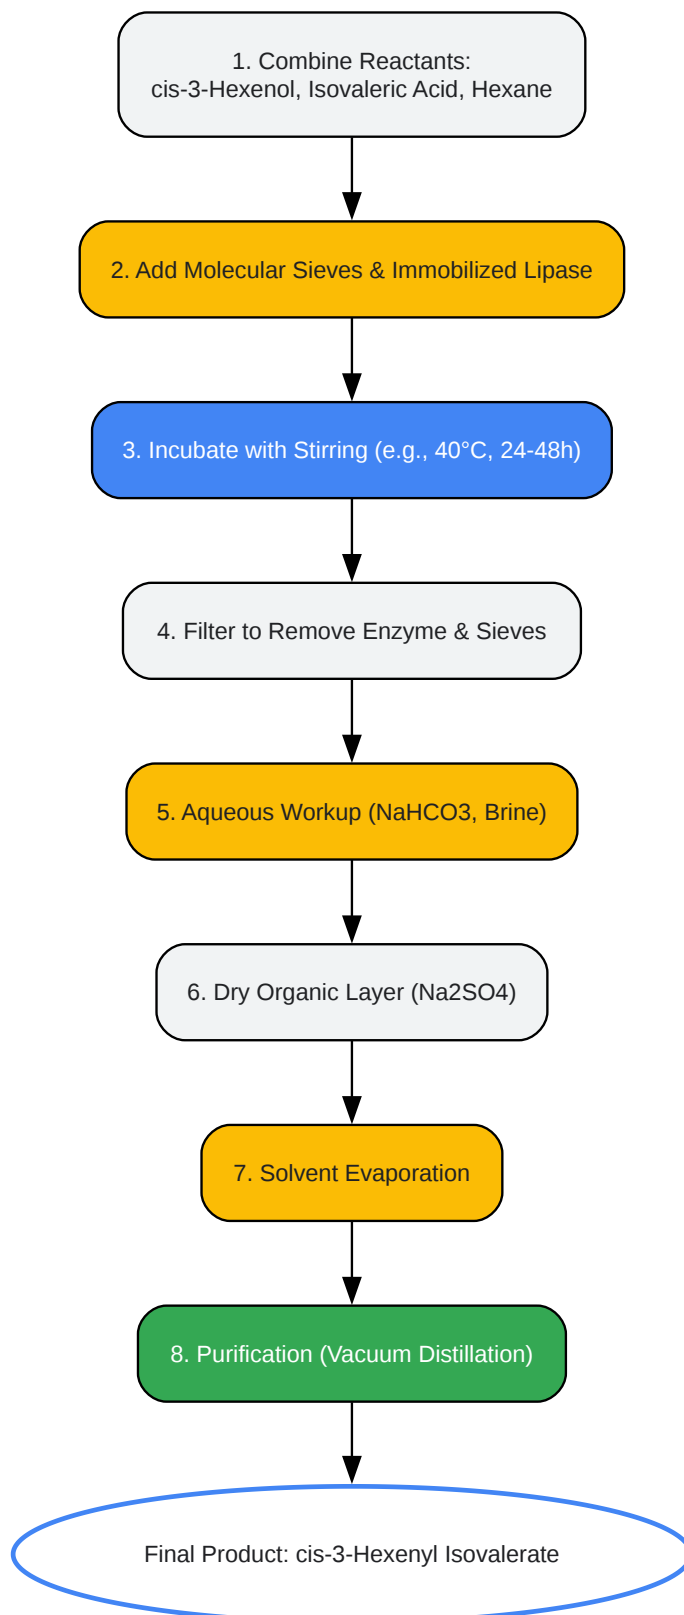 1. Combine Reactants:
cis-3-Hexenol, Isovaleric Acid, Hexane
2. Add Molecular Sieves & Immobilized Lipase
3. Incubate with Stirring (e.g., 40°C, 24-48h)
4. Filter to Remove Enzyme & Sieves
5. Aqueous Workup (NaHCO3, Brine)
6. Dry Organic Layer (Na2SO4)
7. Solvent Evaporation
8. Purification (Vacuum Distillation)
Final Product: cis-3-Hexenyl Isovalerate